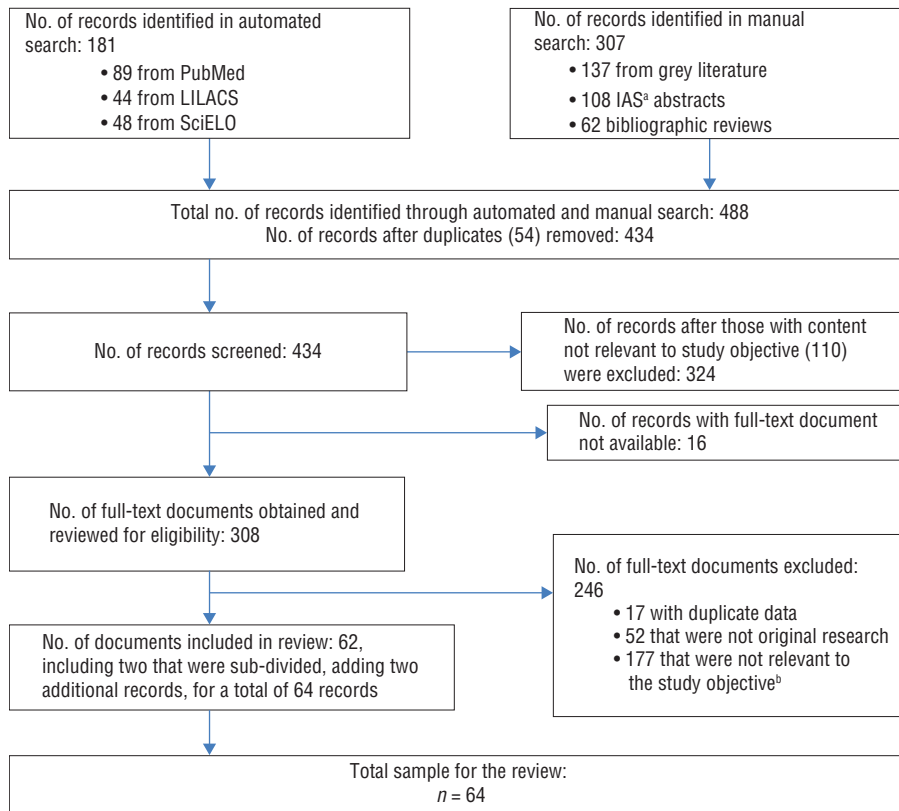 No. of records identified in automated
search: 181
• 89 from PubMed
• 44 from LILACS
• 48 from SciELO
No. of records identified in manual
search: 307
• 137 from grey literature
• 108 IASᵃ abstracts
• 62 bibliographic reviews
Total no. of records identified through automated and manual search: 488
No. of records after duplicates (54) removed: 434
No. of records screened: 434
No. of records after those with content
not relevant to study objective (110)
were excluded: 324
No. of records with full-text document
not available: 16
No. of full-text documents obtained and
reviewed for eligibility: 308
No. of full-text documents excluded:
246
• 17 with duplicate data
• 52 that were not original research
• 177 that were not relevant to
the study objectiveᵇ
No. of documents included in review: 62,
including two that were sub-divided, adding two
additional records, for a total of 64 records
Total sample for the review:
n = 64